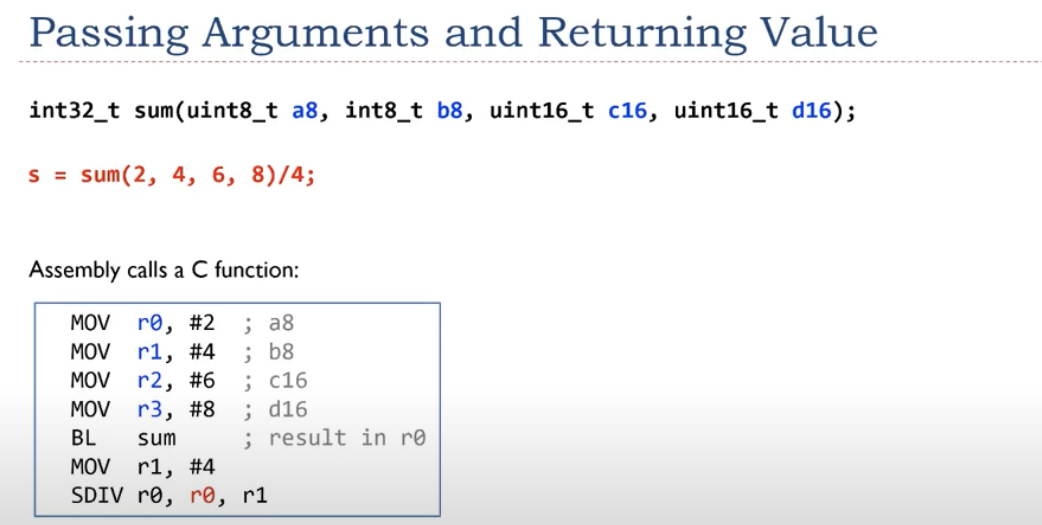 Passing Arguments and Returning Value
int32_t sum(uint8_t a8, int8_t b8, uint16_t c16, uint16_t d16);
s = sum(2, 4, 6, 8)/4;
Assembly calls a C function:
MOV r0, #2 ; a8
MOV r1, #4 ; b8
MOV r2, #6 ; c16
MOV r3, #8 ; d16
BL sum ; result in r0
MOV r1, #4
SDIV r0, r0, r1